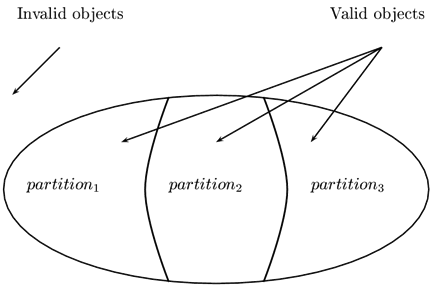 Invalid objects
Valid objects
partition₁
partition₂
partition₃